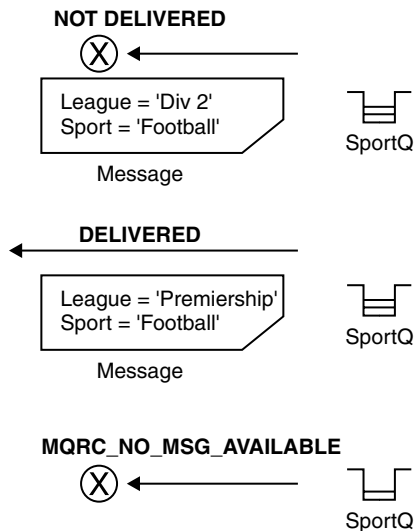 NOT DELIVERED
X
League = 'Div 2'
Sport = 'Football'
SportQ
Message
DELIVERED
League = 'Premiership'
Sport = 'Football'
SportQ
Message
MQRC_NO_MSG_AVAILABLE
X
SportQ